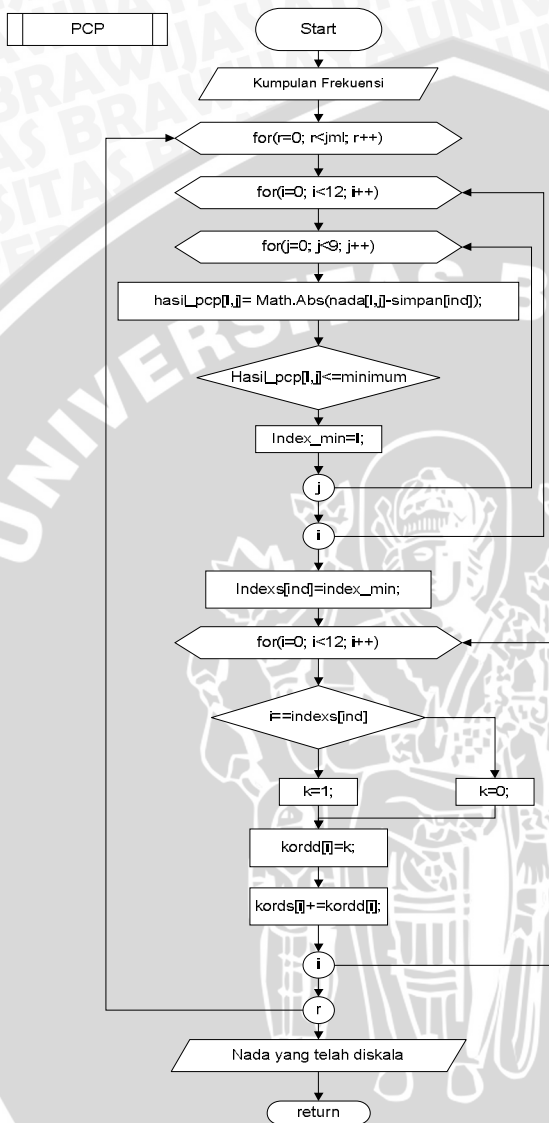 PCP
Start
Kumpulan Frekuensi
for(r=0; r<jml; r++)
for(i=0; i<12; i++)
for(j=0; j<9; j++)
hasil_pcp[I,j]= Math.Abs(nada[I,j]-simpan[ind]);
Hasil_pcp[I,j]<=minimum
Index_min=I;
j
i
Indexs[ind]=index_min;
for(i=0; i<12; i++)
i==indexs[ind]
k=1;
k=0;
kordd[i]=k;
kords[i]+=kordd[i];
i
r
Nada yang telah diskala
return
UNIVERSITAS B